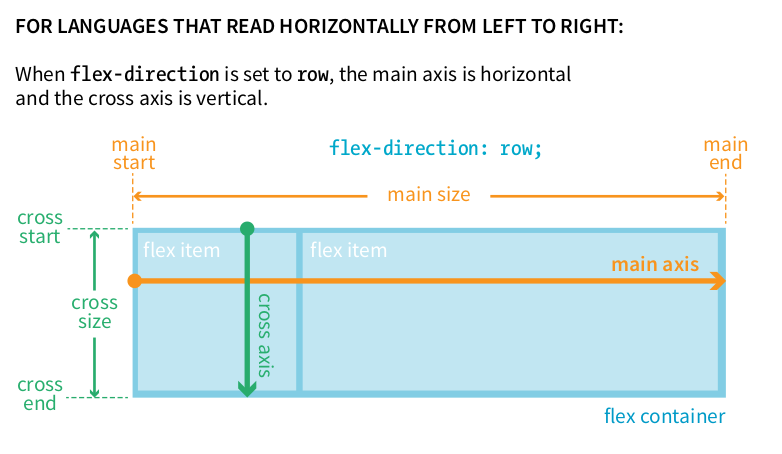 FOR LANGUAGES THAT READ HORIZONTALLY FROM LEFT TO RIGHT:
When flex-direction is set to row, the main axis is horizontal
and the cross axis is vertical.
main
start
flex-direction: row;
main
end
main size
cross
start
flex item
flex item
main axis
cross
size
cross axis
cross
end
flex container